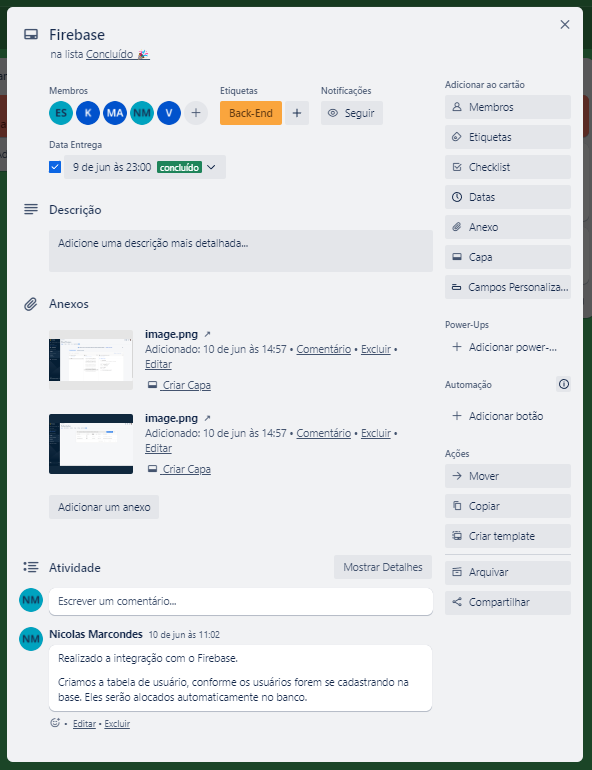 Firebase
na lista Concluído 🎉
Membros
Etiquetas
Notificações
ES K MA NM V +
Back-End +
Seguir
Data Entrega
9 de jun às 23:00 concluído
Descrição
Adicione uma descrição mais detalhada...
Anexos
image.png ↗
Adicionado: 10 de jun às 14:57 • Comentário • Excluir •
Editar
Criar Capa
image.png ↗
Adicionado: 10 de jun às 14:57 • Comentário • Excluir •
Editar
Criar Capa
Adicionar um anexo
Atividade
Mostrar Detalhes
NM
Escrever um comentário...
NM
Nicolas Marcondes 10 de jun às 11:02
Realizado a integração com o Firebase.
Criamos a tabela de usuário, conforme os usuários forem se cadastrando na
base. Eles serão alocados automaticamente no banco.
• Editar • Excluir
Adicionar ao cartão
Membros
Etiquetas
Checklist
Datas
Anexo
Capa
Campos Personaliza...
Power-Ups
+ Adicionar power-...
Automação
+ Adicionar botão
Ações
Mover
Copiar
Criar template
Arquivar
Compartilhar